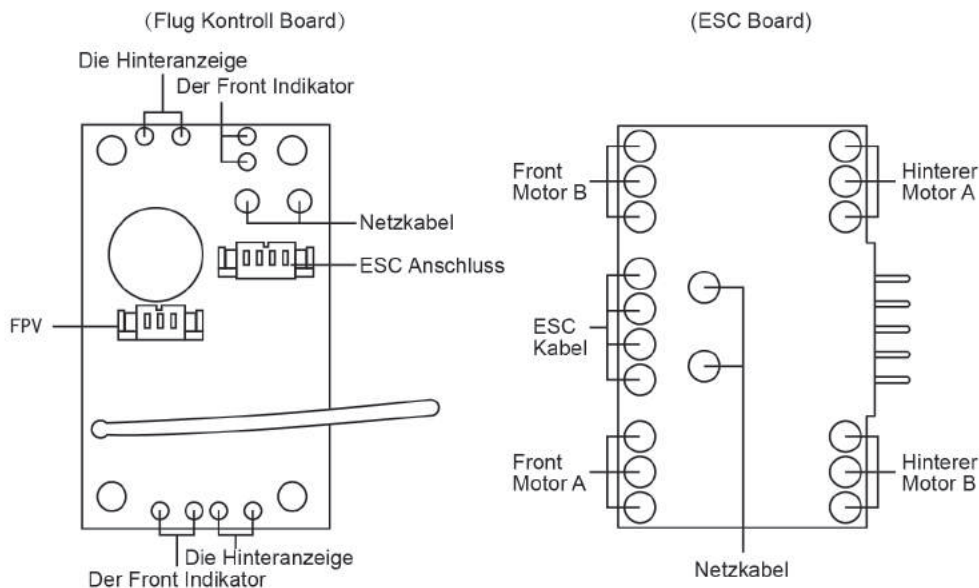 (Flug Kontroll Board)
Die Hinteranzeige
Der Front Indikator
Netzkabel
ESC Anschluss
FPV
Die Hinteranzeige
Der Front Indikator
(ESC Board)
Front
Motor B
Hinterer
Motor A
ESC
Kabel
Front
Motor A
Hinterer
Motor B
Netzkabel